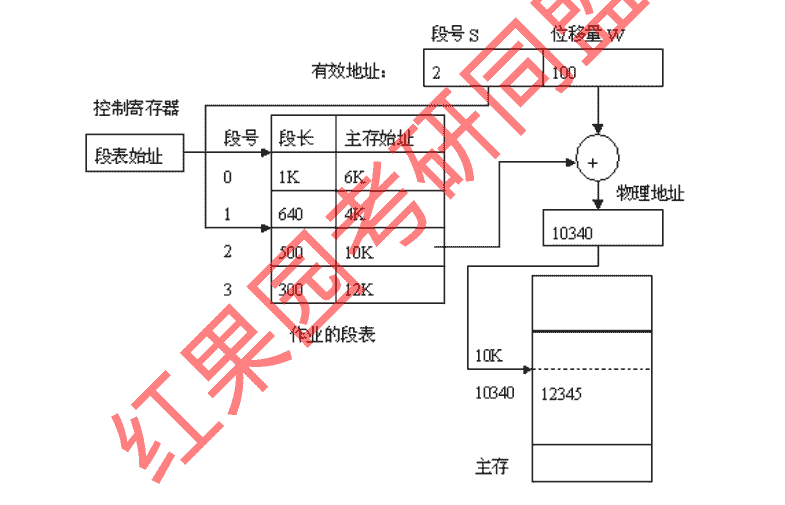 段号 S 位移量 W
有效地址： 2 100
控制寄存器
段表始址
段号 段长 主存始址
0 1K 6K
1 640 4K
2 500 10K
3 300 12K
作业的段表
+
物理地址
10340
10K
10340 12345
主存
红果园考研同盟